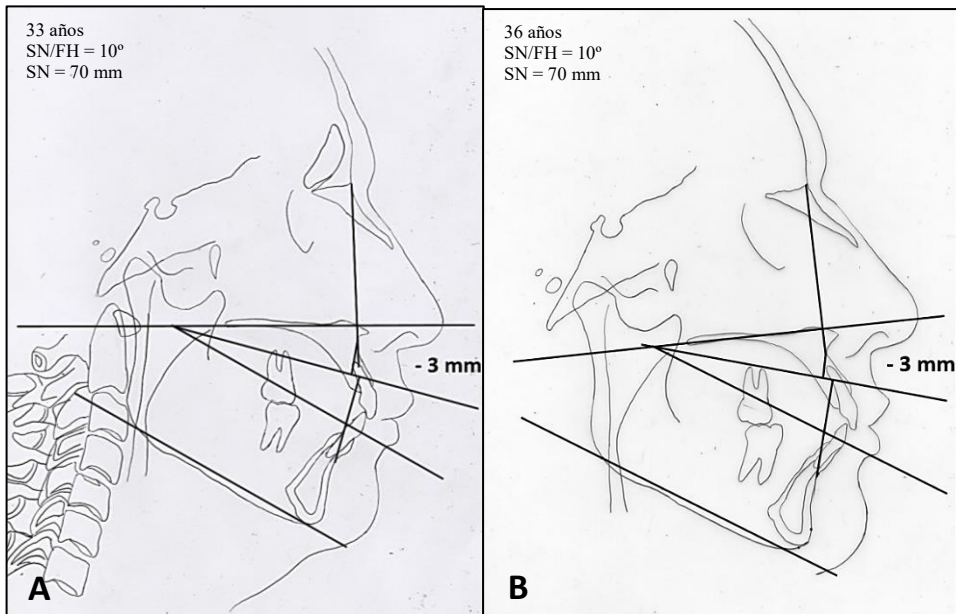 33 años
SN/FH = 10º
SN = 70 mm
- 3 mm
A
36 años
SN/FH = 10º
SN = 70 mm
- 3 mm
B